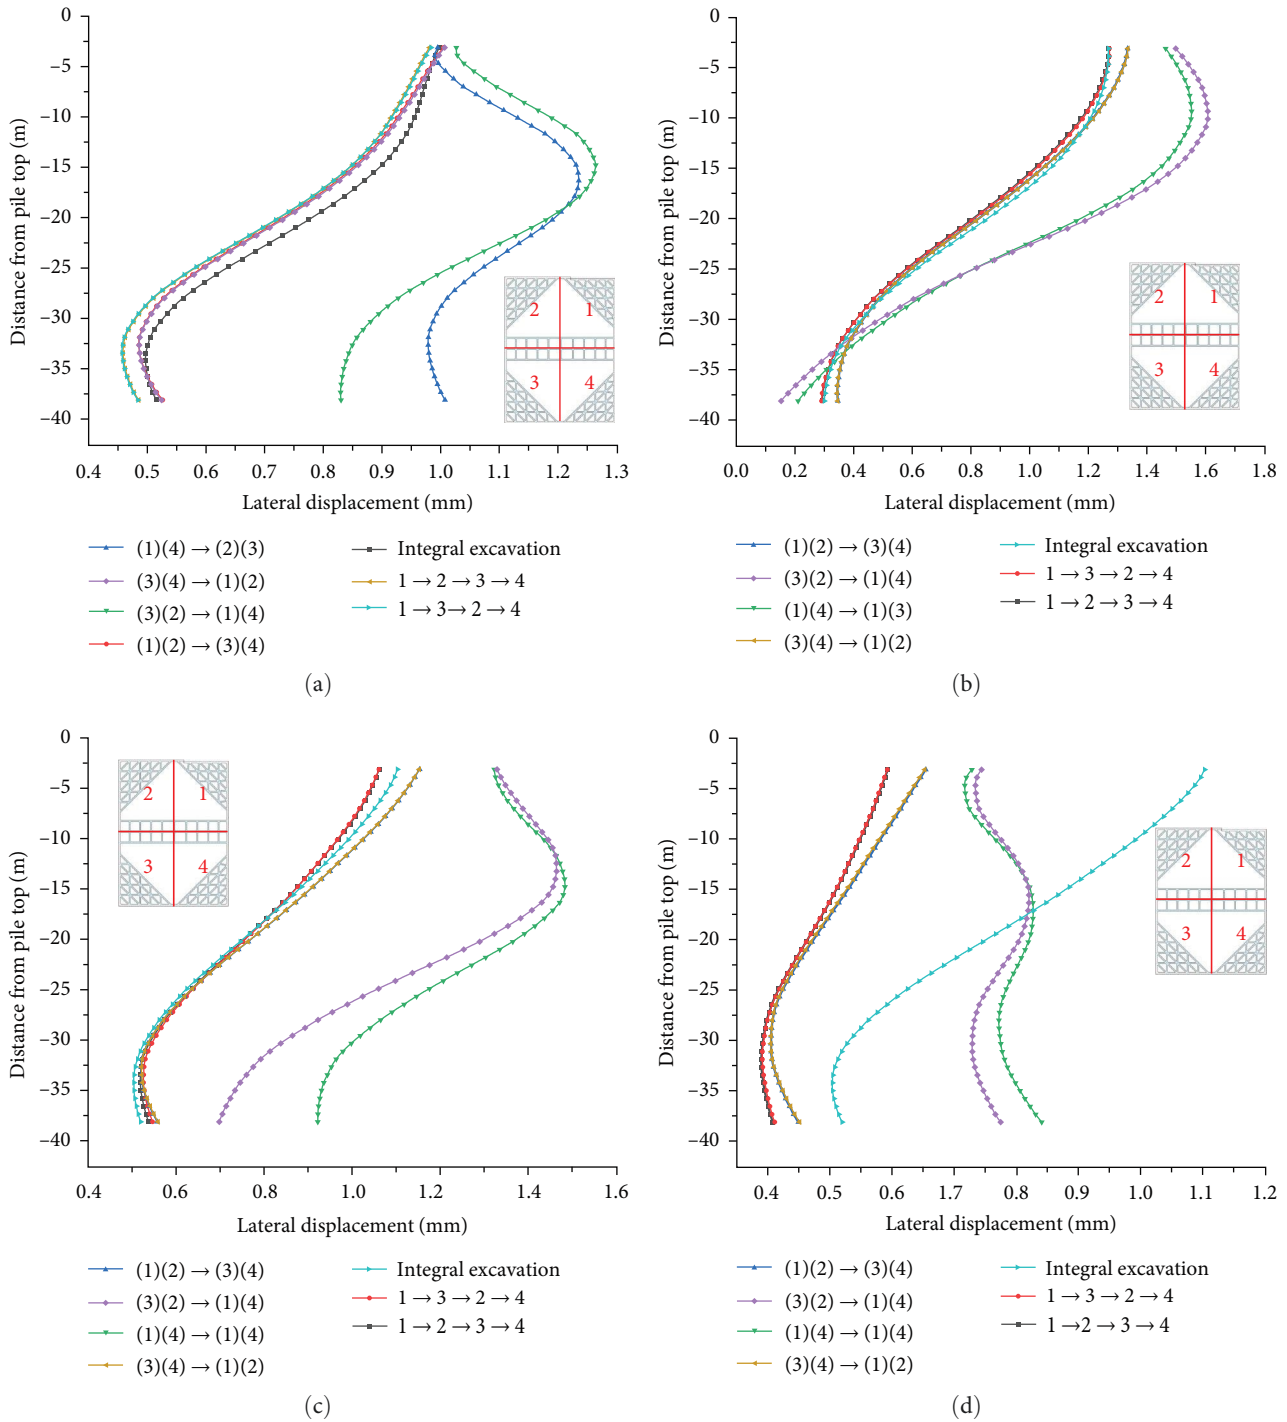 0
−5
−10
−15
−20
−25
−30
−35
−40
Distance from pile top (m)
2 1
3 4
0.4 0.5 0.6 0.7 0.8 0.9 1.0 1.1 1.2 1.3
Lateral displacement (mm)
(1)(4) → (2)(3)
(3)(4) → (1)(2)
(3)(2) → (1)(4)
(1)(2) → (3)(4)
Integral excavation
1 → 2 → 3 → 4
1 → 3 → 2 → 4
(a)
0
−5
−10
−15
−20
−25
−30
−35
−40
Distance from pile top (m)
2 1
3 4
0.0 0.2 0.4 0.6 0.8 1.0 1.2 1.4 1.6 1.8
Lateral displacement (mm)
(1)(2) → (3)(4)
(3)(2) → (1)(4)
(1)(4) → (1)(3)
(3)(4) → (1)(2)
Integral excavation
1 → 3 → 2 → 4
1 → 2 → 3 → 4
(b)
0
−5
−10
−15
−20
−25
−30
−35
−40
Distance from pile top (m)
2 1
3 4
0.4 0.6 0.8 1.0 1.2 1.4 1.6
Lateral displacement (mm)
(1)(2) → (3)(4)
(3)(2) → (1)(4)
(1)(4) → (1)(4)
(3)(4) → (1)(2)
Integral excavation
1 → 3 → 2 → 4
1 → 2 → 3 → 4
(c)
0
−5
−10
−15
−20
−25
−30
−35
−40
Distance from pile top (m)
2 1
3 4
0.4 0.5 0.6 0.7 0.8 0.9 1.0 1.1 1.2
Lateral displacement (mm)
(1)(2) → (3)(4)
(3)(2) → (1)(4)
(1)(4) → (1)(4)
(3)(4) → (1)(2)
Integral excavation
1 → 3 → 2 → 4
1 →2 → 3 → 4
(d)